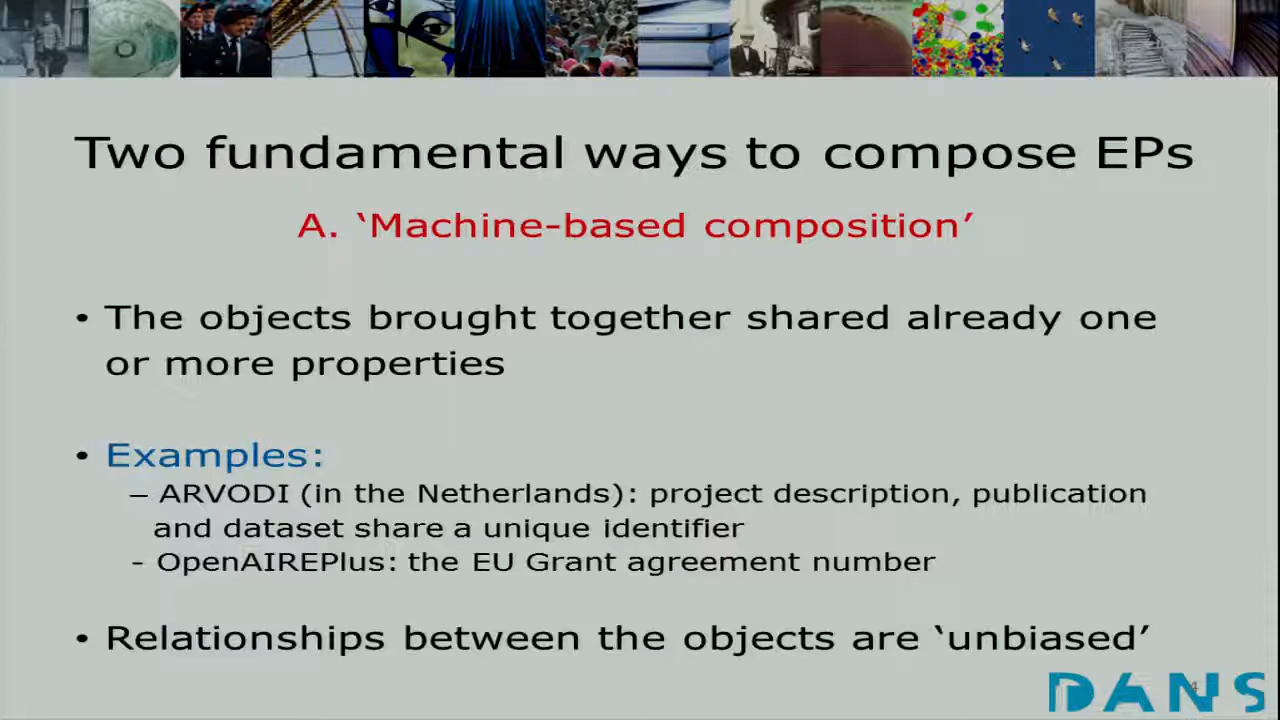 Two fundamental ways to compose EPs
A. ‘Machine-based composition’
• The objects brought together shared already one
or more properties
• Examples:
– ARVODI (in the Netherlands): project description, publication
and dataset share a unique identifier
- OpenAIREPlus: the EU Grant agreement number
• Relationships between the objects are ‘unbiased’
4
DANS